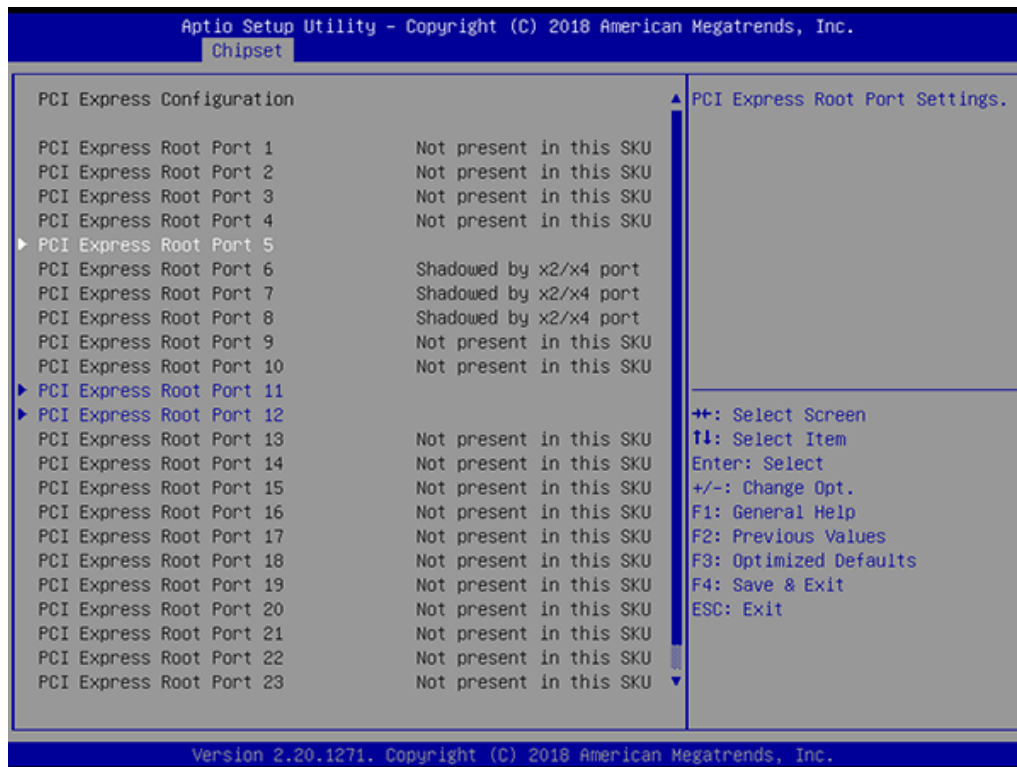 Aptio Setup Utility – Copyright (C) 2018 American Megatrends, Inc.
Chipset
PCI Express Configuration
PCI Express Root Port 1 Not present in this SKU
PCI Express Root Port 2 Not present in this SKU
PCI Express Root Port 3 Not present in this SKU
PCI Express Root Port 4 Not present in this SKU
PCI Express Root Port 5
PCI Express Root Port 6 Shadowed by x2/x4 port
PCI Express Root Port 7 Shadowed by x2/x4 port
PCI Express Root Port 8 Shadowed by x2/x4 port
PCI Express Root Port 9 Not present in this SKU
PCI Express Root Port 10 Not present in this SKU
PCI Express Root Port 11
PCI Express Root Port 12
PCI Express Root Port 13 Not present in this SKU
PCI Express Root Port 14 Not present in this SKU
PCI Express Root Port 15 Not present in this SKU
PCI Express Root Port 16 Not present in this SKU
PCI Express Root Port 17 Not present in this SKU
PCI Express Root Port 18 Not present in this SKU
PCI Express Root Port 19 Not present in this SKU
PCI Express Root Port 20 Not present in this SKU
PCI Express Root Port 21 Not present in this SKU
PCI Express Root Port 22 Not present in this SKU
PCI Express Root Port 23 Not present in this SKU
PCI Express Root Port Settings.
→←: Select Screen
↑↓: Select Item
Enter: Select
+/-: Change Opt.
F1: General Help
F2: Previous Values
F3: Optimized Defaults
F4: Save & Exit
ESC: Exit
Version 2.20.1271. Copyright (C) 2018 American Megatrends, Inc.